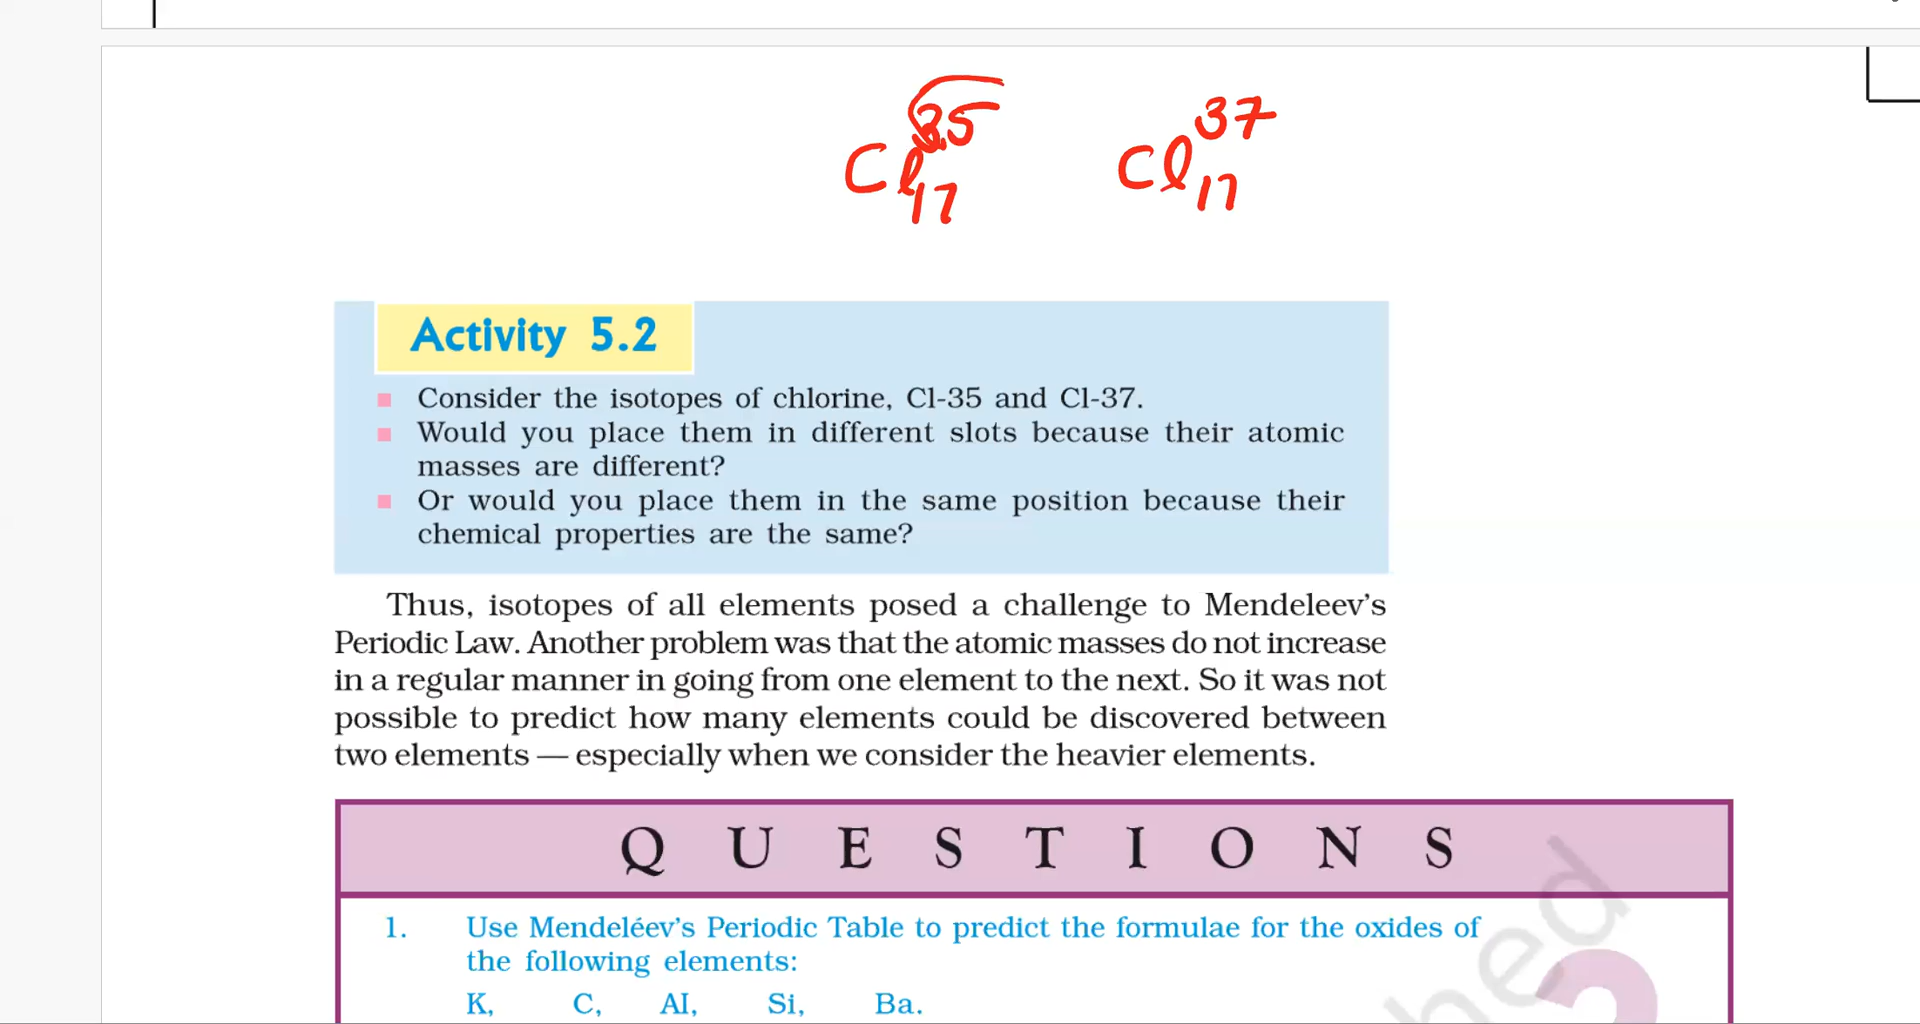 Cl 35 17 Cl 37 17
Activity 5.2
Consider the isotopes of chlorine, Cl-35 and Cl-37.
Would you place them in different slots because their atomic
masses are different?
Or would you place them in the same position because their
chemical properties are the same?
Thus, isotopes of all elements posed a challenge to Mendeleev’s
Periodic Law. Another problem was that the atomic masses do not increase
in a regular manner in going from one element to the next. So it was not
possible to predict how many elements could be discovered between
two elements — especially when we consider the heavier elements.
QUESTIONS
1. Use Mendeléev’s Periodic Table to predict the formulae for the oxides of
the following elements:
K, C, AI, Si, Ba.